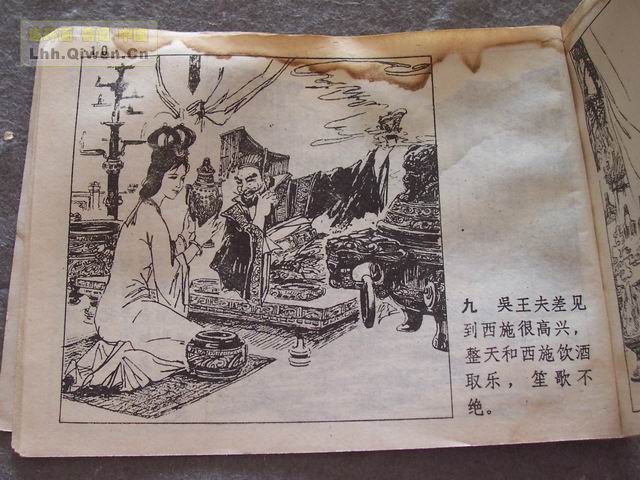 Lhh.Qiwen.Cn
10
九 吴王夫差见
到西施很高兴，
整天和西施饮酒
取乐，笙歌不
绝。